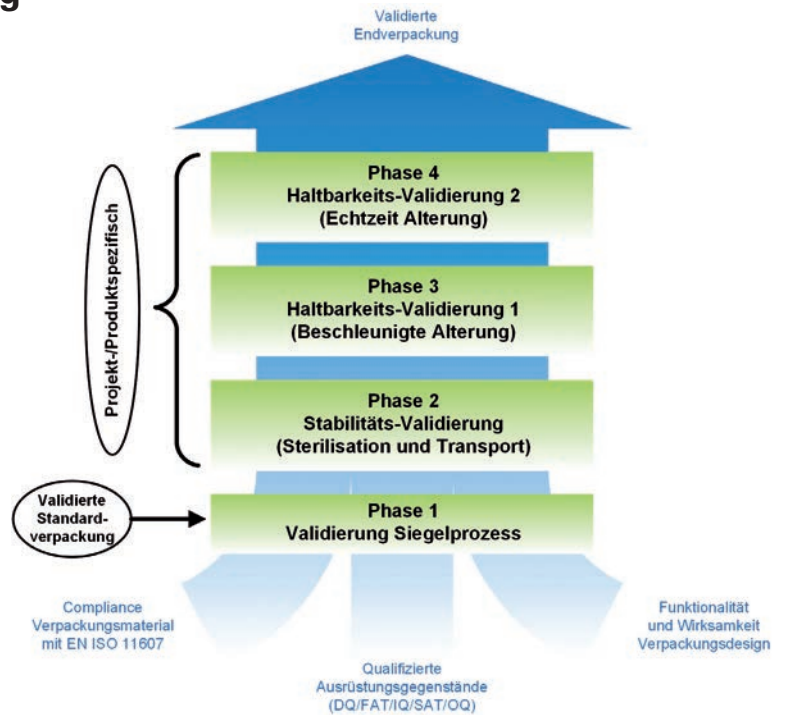 g
Validierte
Endverpackung
Phase 4
Haltbarkeits-Validierung 2
(Echtzeit Alterung)
Projekt-/Produktspezifisch
Phase 3
Haltbarkeits-Validierung 1
(Beschleunigte Alterung)
Phase 2
Stabilitäts-Validierung
(Sterilisation und Transport)
Validierte
Standard-
verpackung
Phase 1
Validierung Siegelprozess
Compliance
Verpackungsmaterial
mit EN ISO 11607
Qualifizierte
Ausrüstungsgegenstände
(DQ/FAT/IQ/SAT/OQ)
Funktionalität
und Wirksamkeit
Verpackungsdesign